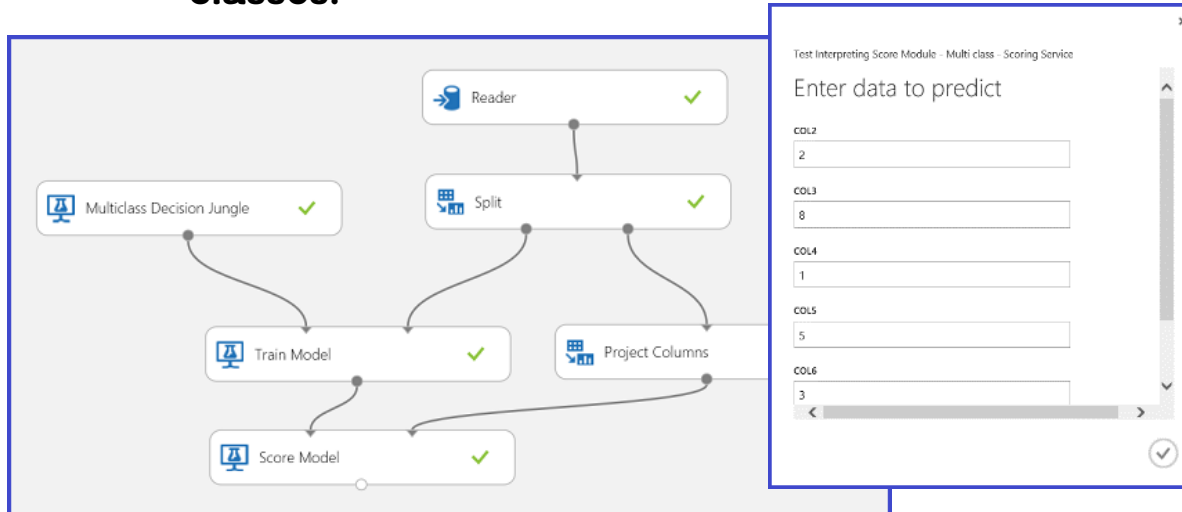 classes.
Reader
Multiclass Decision Jungle
Split
Train Model
Project Columns
Score Model
Test Interpreting Score Module - Multi class - Scoring Service
Enter data to predict
COL2
2
COL3
8
COL4
1
COL5
5
COL6
3